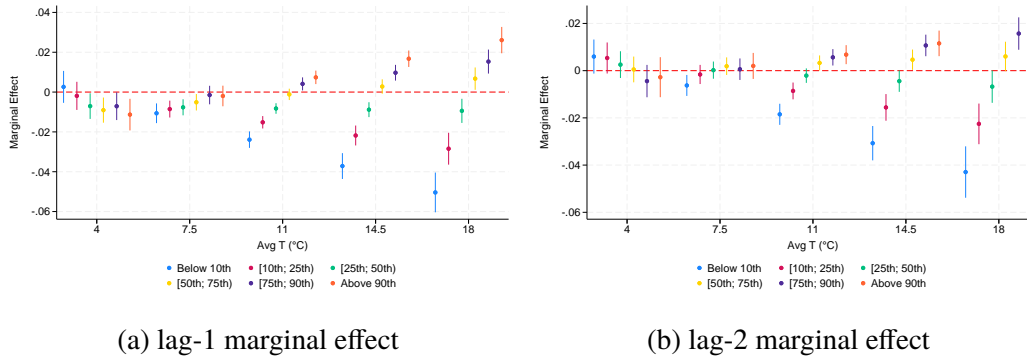 .04
.02
0
-.02
-.04
-.06
Marginal Effect
4 7.5 11 14.5 18
Avg T (°C)
Below 10th [10th; 25th) [25th; 50th)
[50th; 75th) [75th; 90th) Above 90th
(a) lag-1 marginal effect
.02
0
-.02
-.04
-.06
Marginal Effect
4 7.5 11 14.5 18
Avg T (°C)
Below 10th [10th; 25th) [25th; 50th)
[50th; 75th) [75th; 90th) Above 90th
(b) lag-2 marginal effect